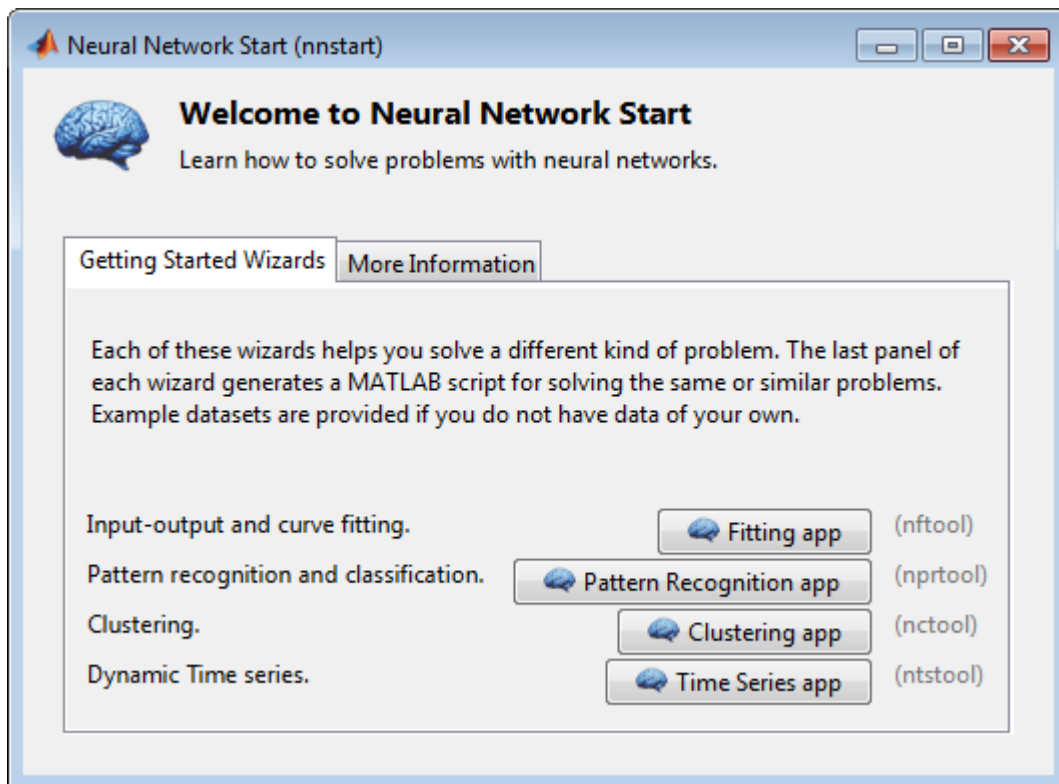 Neural Network Start (nnstart)
Welcome to Neural Network Start
Learn how to solve problems with neural networks.
Getting Started Wizards More Information
Each of these wizards helps you solve a different kind of problem. The last panel of
each wizard generates a MATLAB script for solving the same or similar problems.
Example datasets are provided if you do not have data of your own.
Input-output and curve fitting. Fitting app (nftool)
Pattern recognition and classification. Pattern Recognition app (nprtool)
Clustering. Clustering app (nctool)
Dynamic Time series. Time Series app (ntstool)